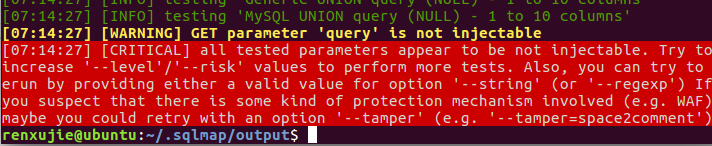 [07:14:27] [INFO] testing 'Generic UNION query (NULL) - 1 to 10 columns'
[07:14:27] [INFO] testing 'MySQL UNION query (NULL) - 1 to 10 columns'
[07:14:27] [WARNING] GET parameter 'query' is not injectable
[07:14:27] [CRITICAL] all tested parameters appear to be not injectable. Try to
increase '--level'/'--risk' values to perform more tests. Also, you can try to
erun by providing either a valid value for option '--string' (or '--regexp') If
you suspect that there is some kind of protection mechanism involved (e.g. WAF)
maybe you could retry with an option '--tamper' (e.g. '--tamper=space2comment')
renxujie@ubuntu:~/.sqlmap/output$